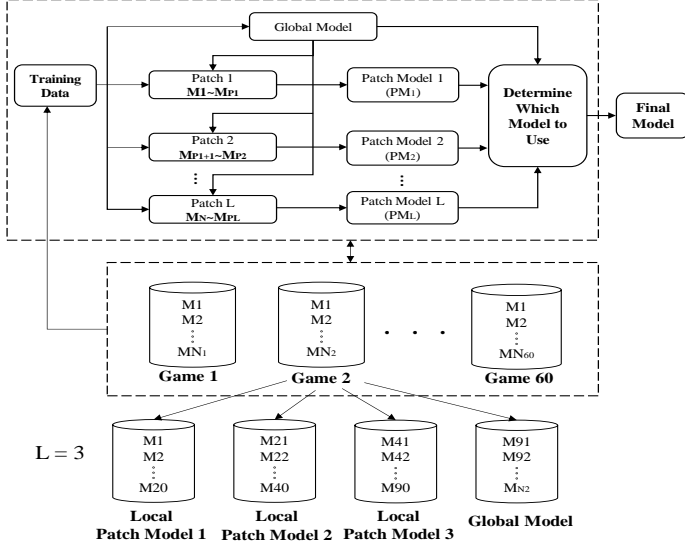 Global Model
Training
Data
Patch 1
M1~MP1
Patch Model 1
(PM1)
Patch 2
MP1+1~MP2
Patch Model 2
(PM2)
Patch L
MN~MPL
Patch Model L
(PML)
Determine
Which
Model to
Use
Final
Model
M1
M2
MN1
Game 1
M1
M2
MN2
Game 2
M1
M2
MN60
Game 60
L = 3
M1
M2
M20
Local
Patch Model 1
M21
M22
M40
Local
Patch Model 2
M41
M42
M90
Local
Patch Model 3
M91
M92
MN2
Global Model